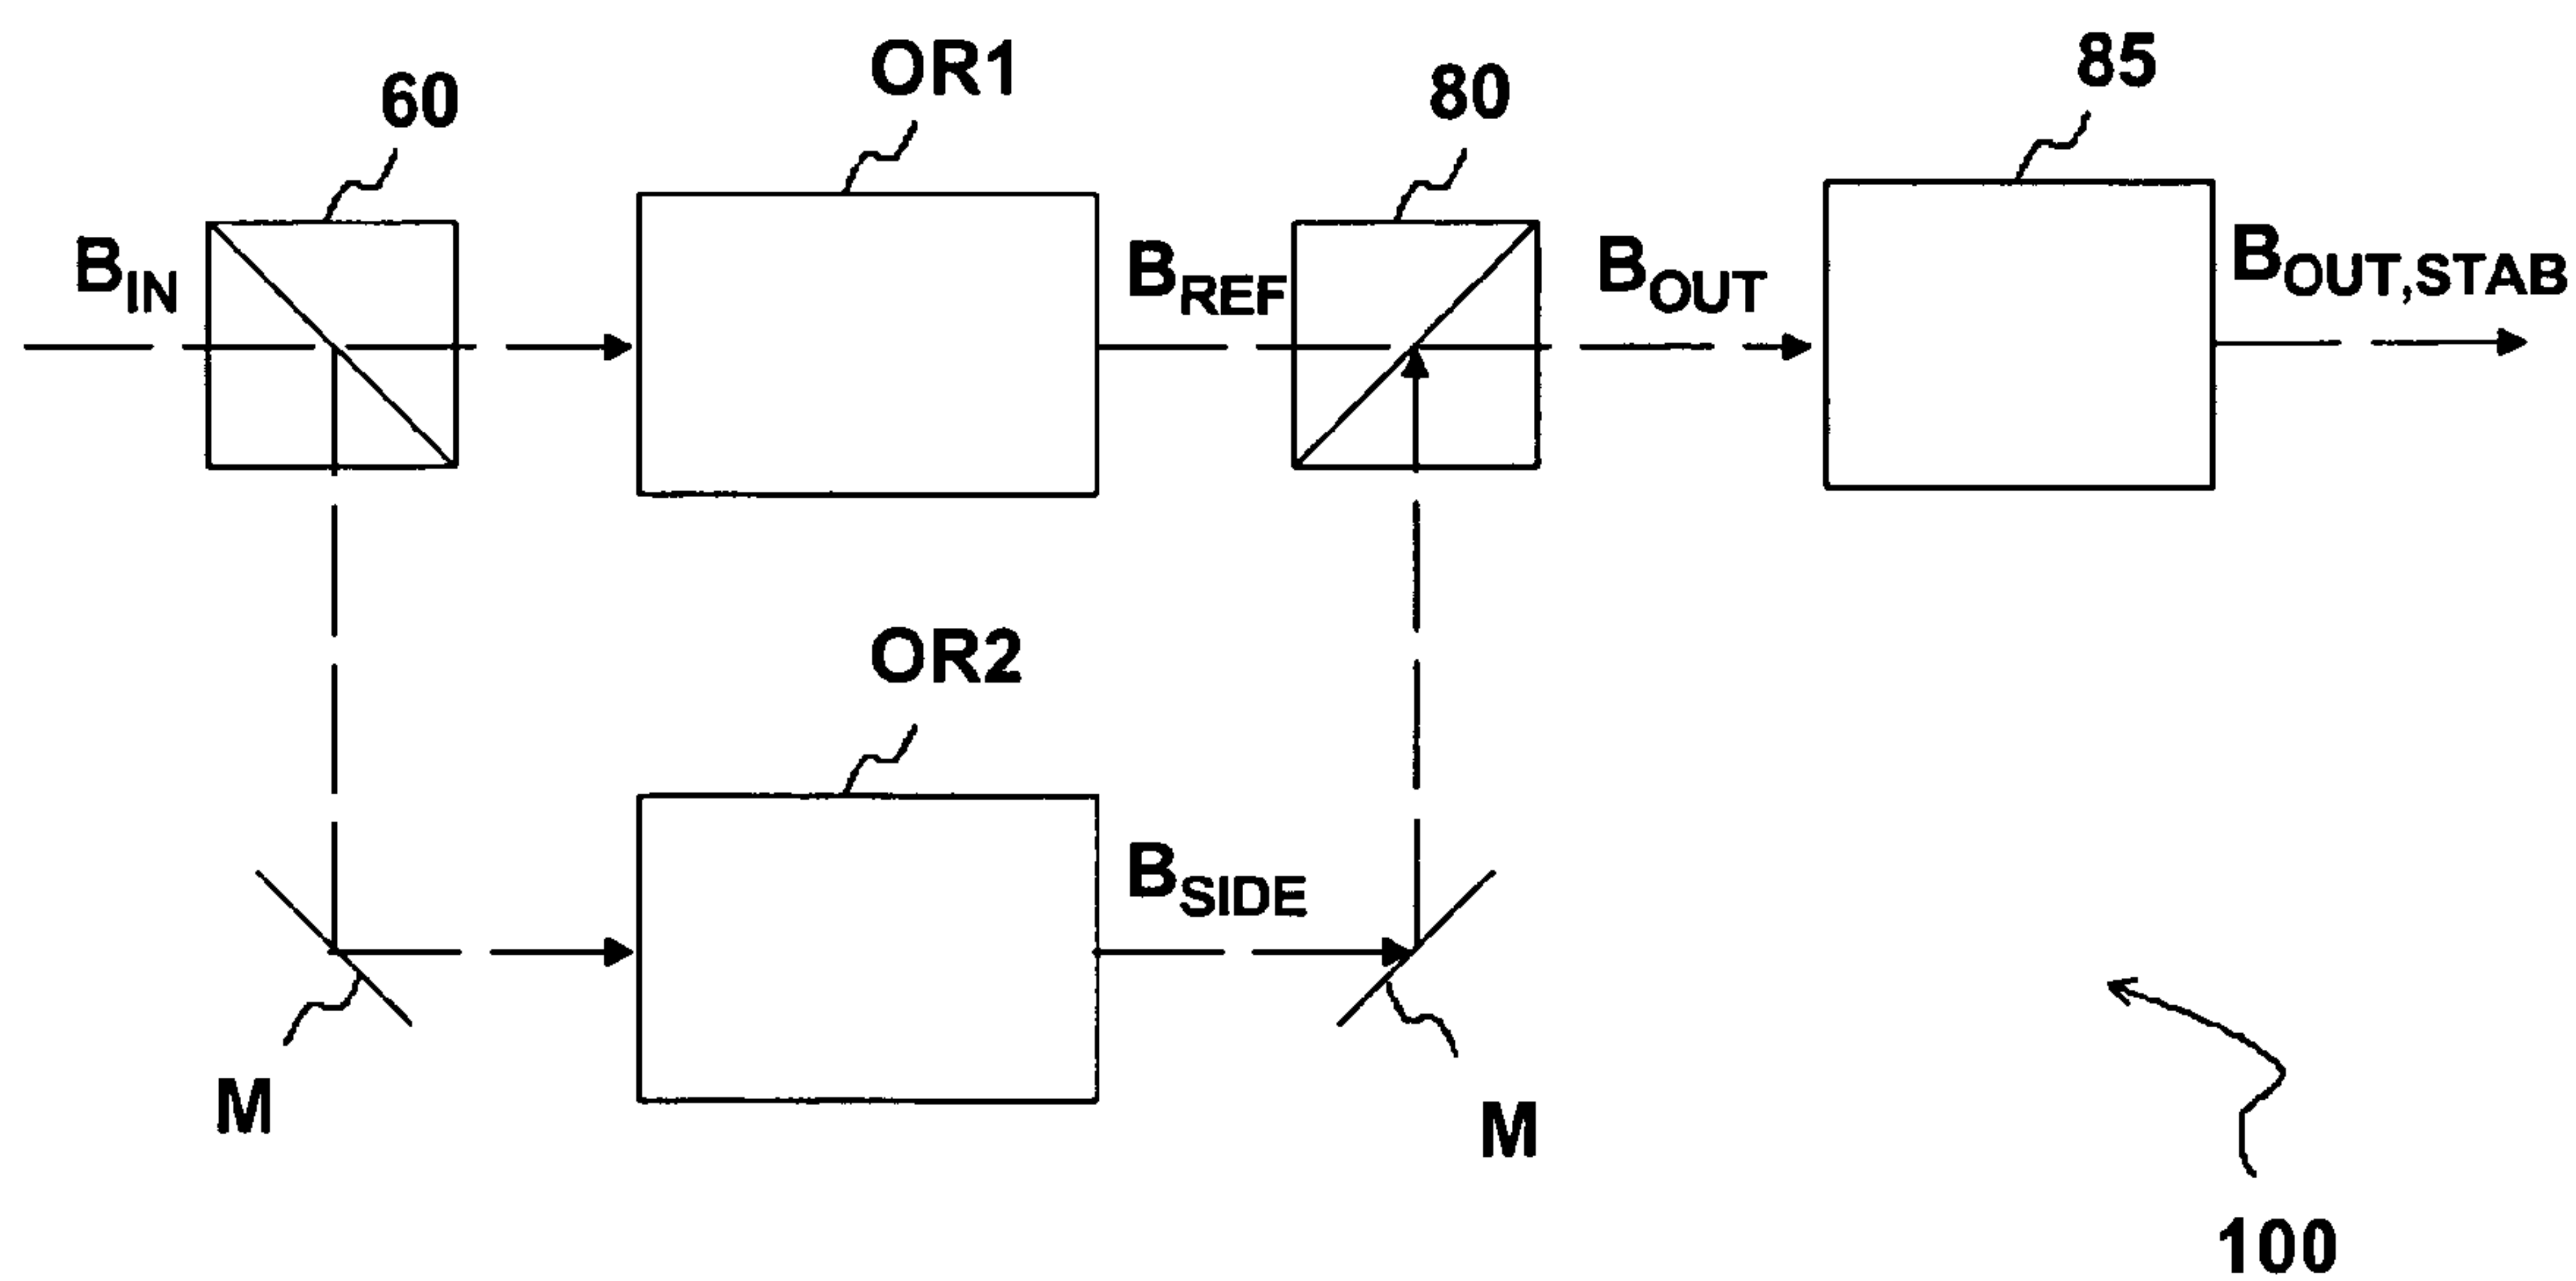 60
OR1
80
85
B_IN
B_REF
B_OUT
B_OUT,STAB
OR2
B_SIDE
M
M
100